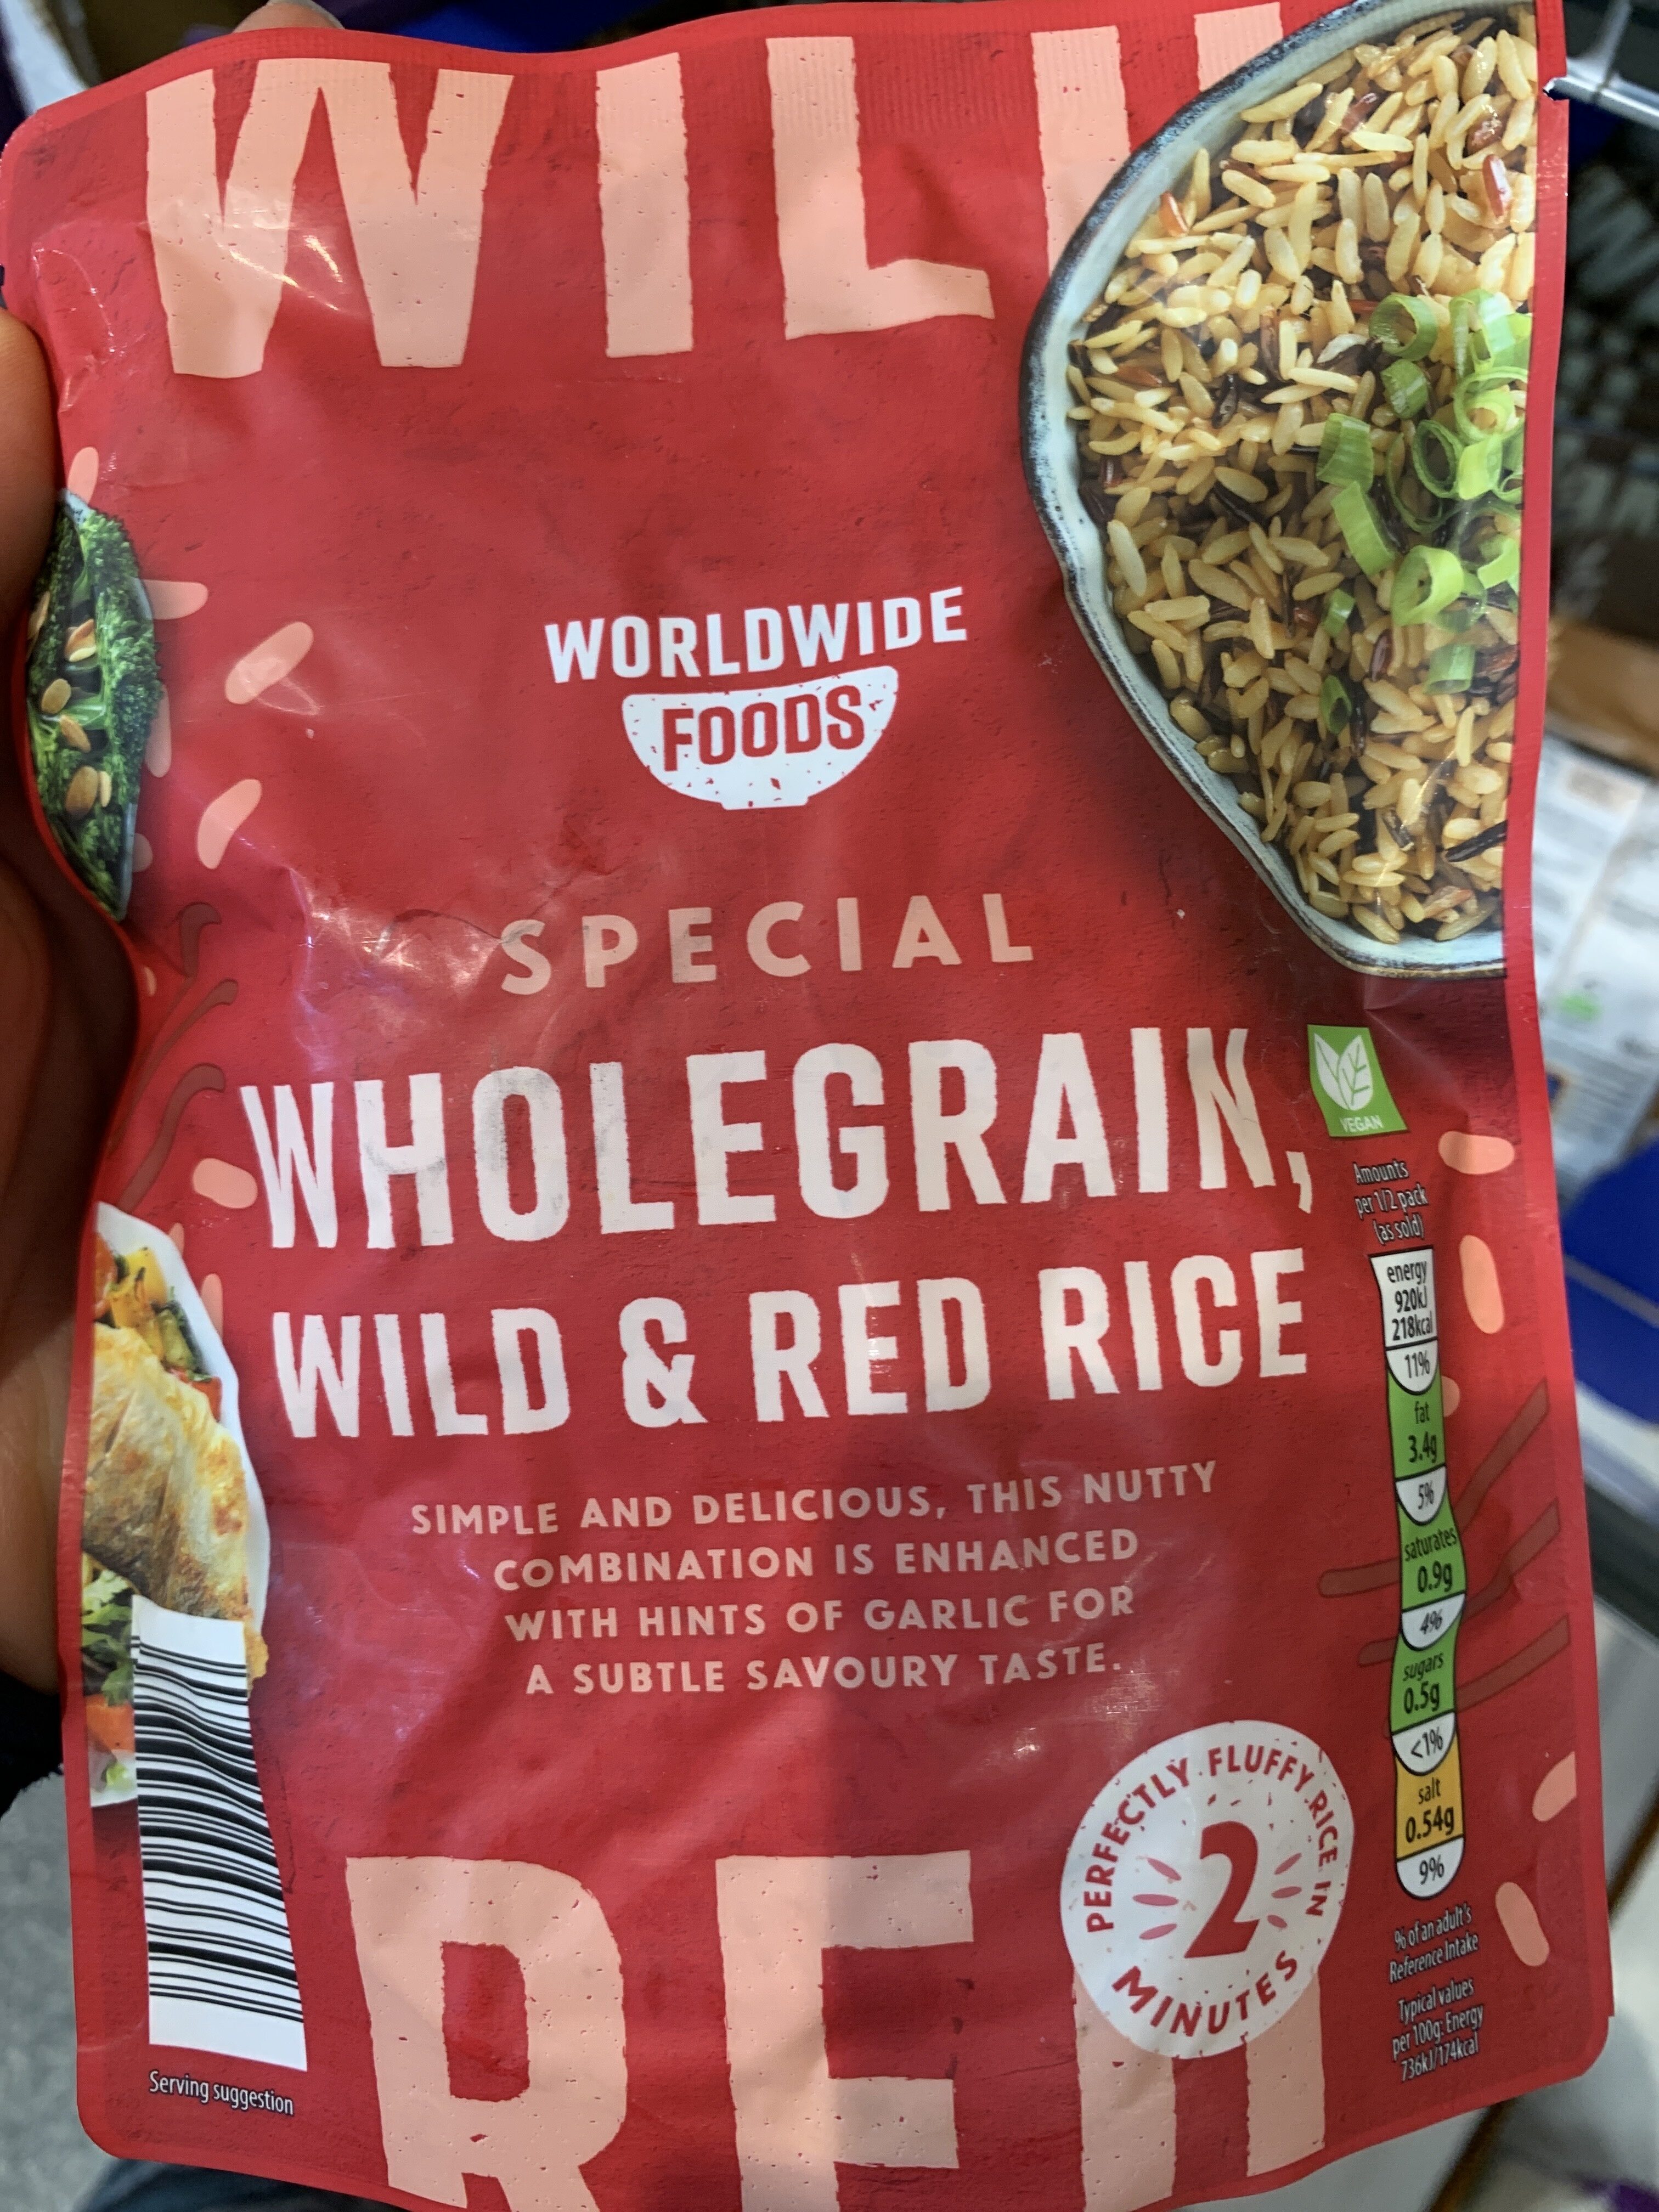 WIL
WORLDWIDE
FOODS
SPECIAL
WHOLEGRAIN,
WILD & RED RICE
VEGAN
SIMPLE AND DELICIOUS, THIS NUTTY
COMBINATION IS ENHANCED
WITH HINTS OF GARLIC FOR
A SUBTLE SAVOURY TASTE.
Amounts
per 1/2 pack
(as sold)
energy
920kJ
218kcal
11%
fat
3.4g
5%
saturates
0.9g
4%
sugars
0.5g
<1%
salt
0.54g
9%
% of an adult's
Reference Intake
Typical values
per 100g: Energy
736kJ/174kcal
PERFECTLY FLUFFY RICE IN
2
MINUTES
RE
Serving suggestion